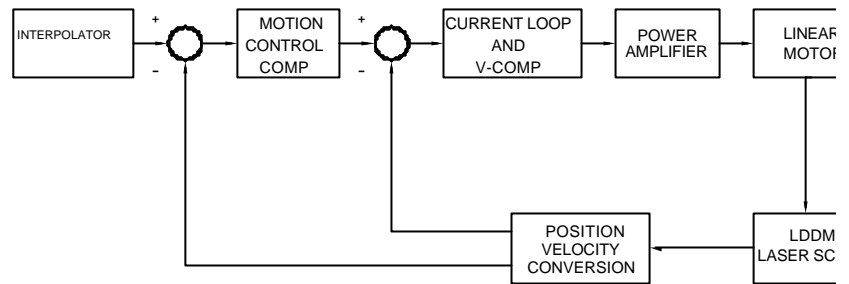 INTERPOLATOR
+
−
MOTION
CONTROL
COMP
+
−
CURRENT LOOP
AND
V-COMP
POWER
AMPLIFIER
LINEAR
MOTOR
POSITION
VELOCITY
CONVERSION
LDDM
LASER SC